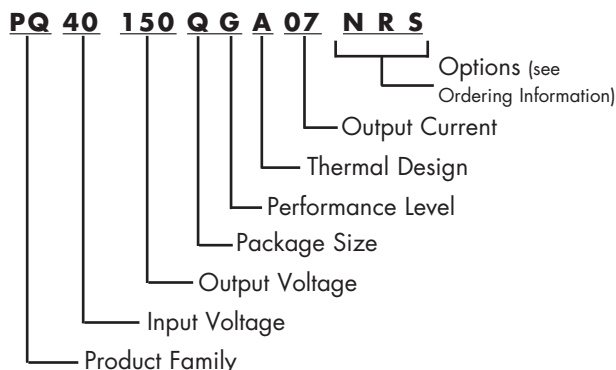 PQ 40 150 Q G A 07 N R S
Options (see
Ordering Information)
Output Current
Thermal Design
Performance Level
Package Size
Output Voltage
Input Voltage
Product Family